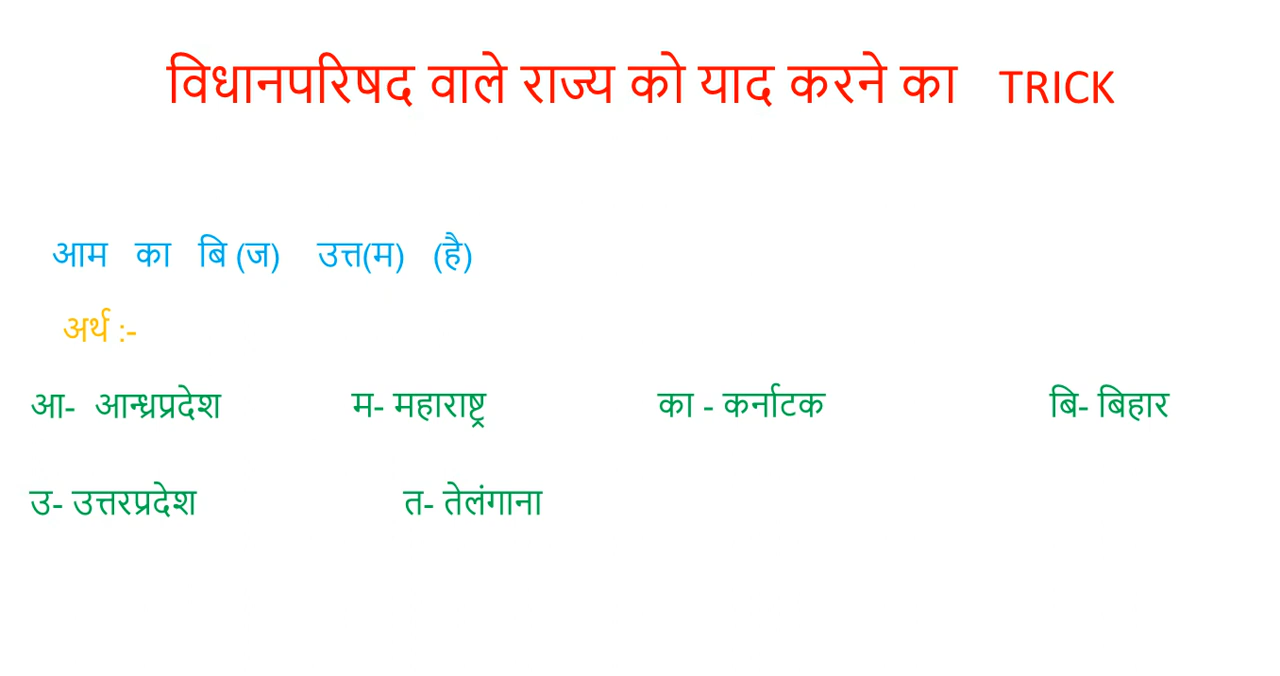 विधानपरिषद वाले राज्य को याद करने का TRICK
आम का बि (ज) उत्त(म) (है)
अर्थ :-
आ- आन्ध्रप्रदेश म- महाराष्ट्र का - कर्नाटक बि- बिहार
उ- उत्तरप्रदेश त- तेलंगाना